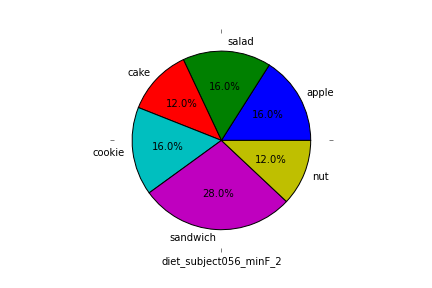 salad
cake
apple
16.0%
12.0%
16.0%
cookie
16.0%
12.0%
nut
28.0%
sandwich
diet_subject056_minF_2